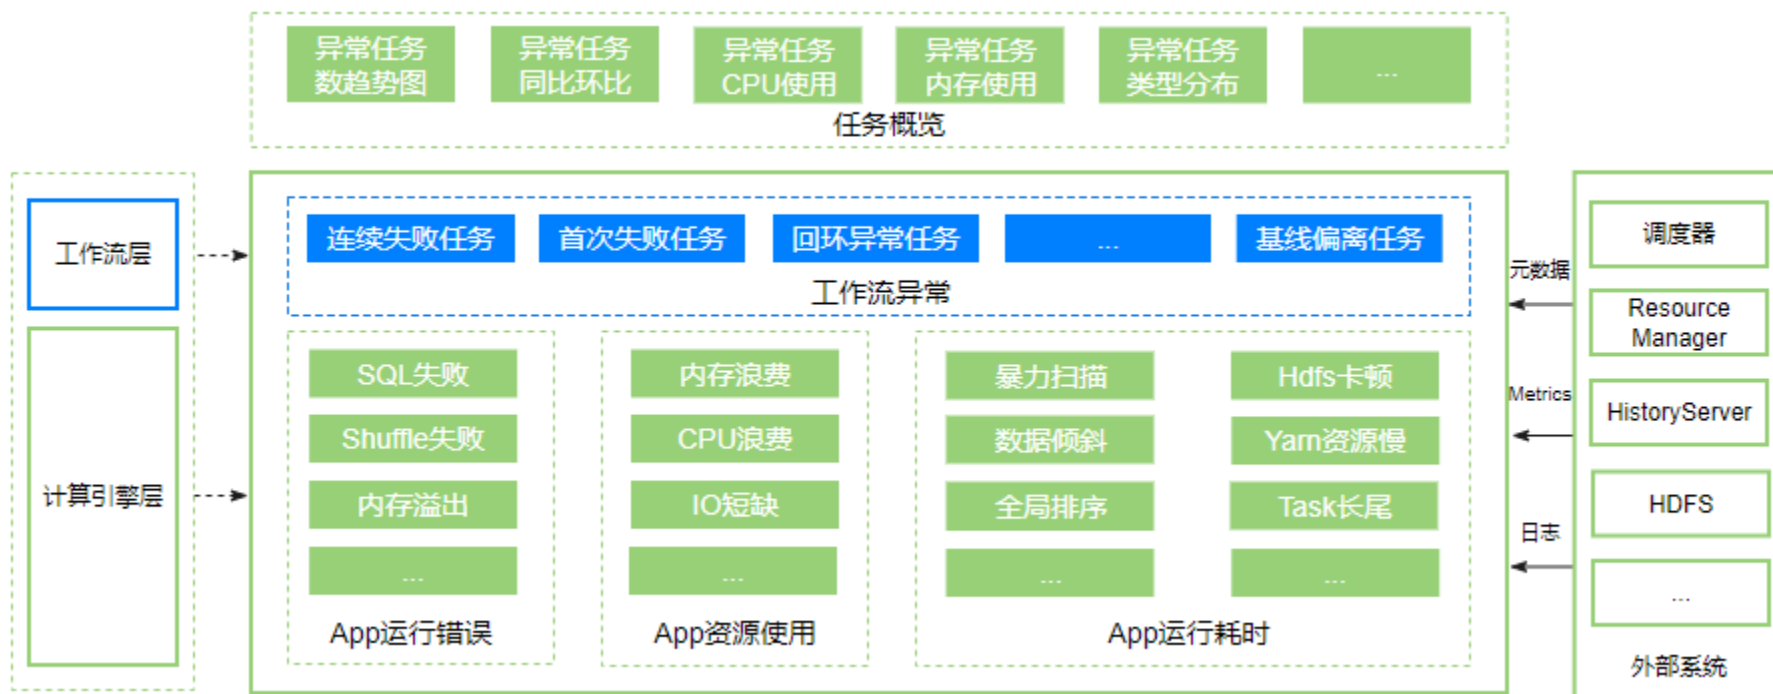 异常任务
数趋势图
异常任务
同比环比
异常任务
CPU使用
异常任务
内存使用
异常任务
类型分布
...
任务概览
工作流层
计算引擎层
连续失败任务
首次失败任务
回环异常任务
...
基线偏离任务
工作流异常
SQL失败
Shuffle失败
内存溢出
...
App运行错误
内存浪费
CPU浪费
IO短缺
...
App资源使用
暴力扫描
数据倾斜
全局排序
...
Hdfs卡顿
Yarn资源慢
Task长尾
...
App运行耗时
元数据
Metrics
日志
调度器
Resource
Manager
HistoryServer
HDFS
...
外部系统